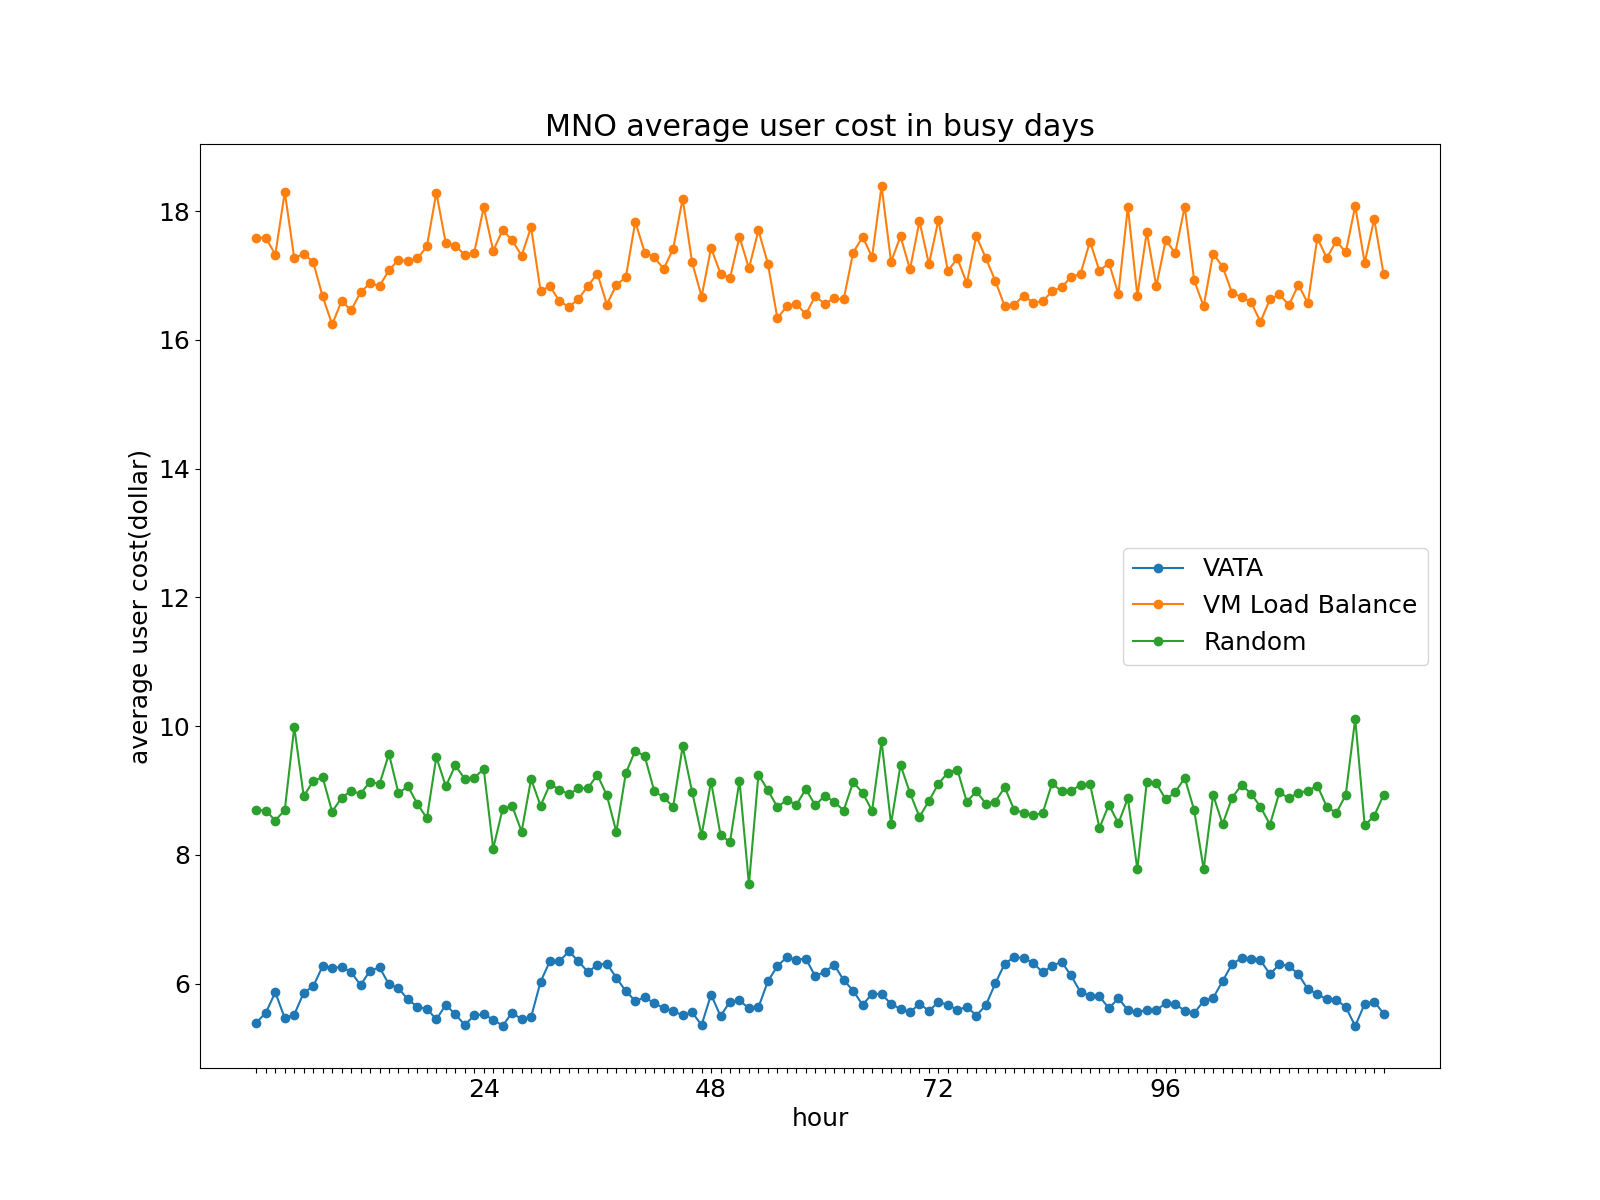 MNO average user cost in busy days
18
16
14
12
10
8
6
average user cost(dollar)
VATA
VM Load Balance
Random
24 48 72 96
hour